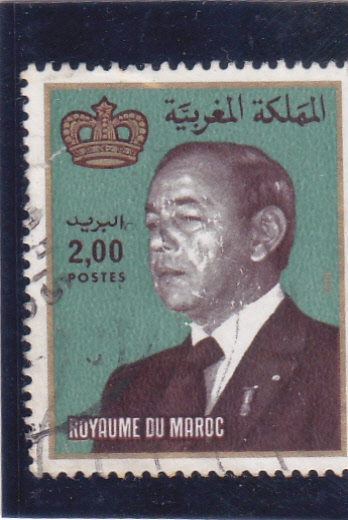 المملكة المغربية
البريد
2,00
POSTES
ROYAUME DU MAROC